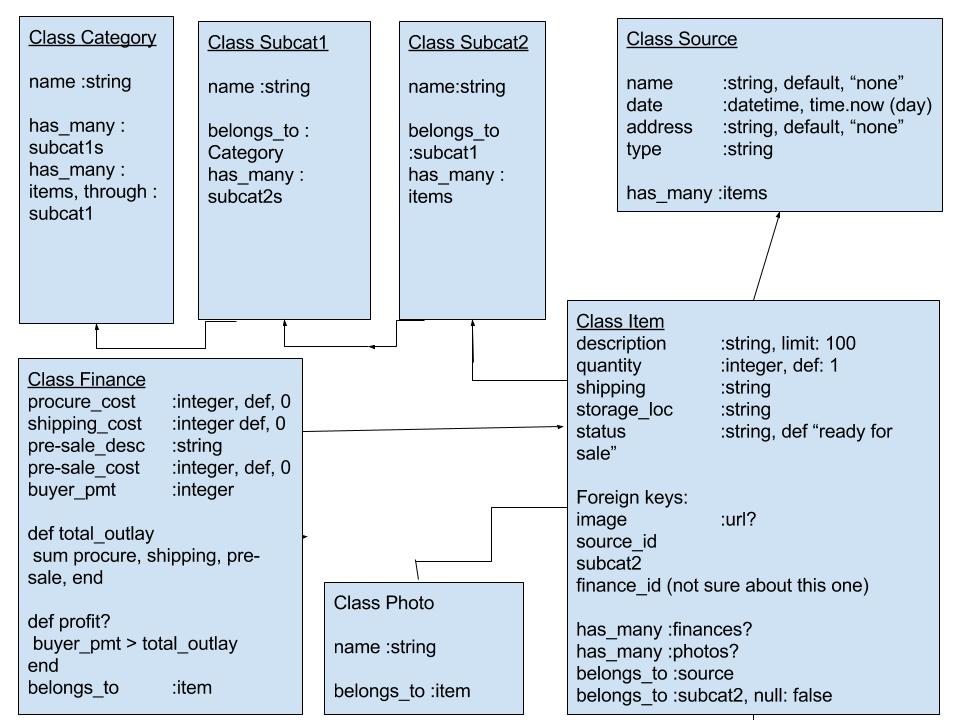 Class Category
name :string
has_many :
subcat1s
has_many :
items, through :
subcat1
Class Subcat1
name :string
belongs_to :
Category
has_many :
subcat2s
Class Subcat2
name:string
belongs_to
:subcat1
has_many :
items
Class Source
name :string, default, “none”
date :datetime, time.now (day)
address :string, default, “none”
type :string
has_many :items
Class Finance
procure_cost :integer, def, 0
shipping_cost :integer def, 0
pre-sale_desc :string
pre-sale_cost :integer, def, 0
buyer_pmt :integer
def total_outlay
sum procure, shipping, pre-
sale, end
def profit?
buyer_pmt > total_outlay
end
belongs_to :item
Class Photo
name :string
belongs_to :item
Class Item
description :string, limit: 100
quantity :integer, def: 1
shipping :string
storage_loc :string
status :string, def “ready for
sale”
Foreign keys:
image :url?
source_id
subcat2
finance_id (not sure about this one)
has_many :finances?
has_many :photos?
belongs_to :source
belongs_to :subcat2, null: false